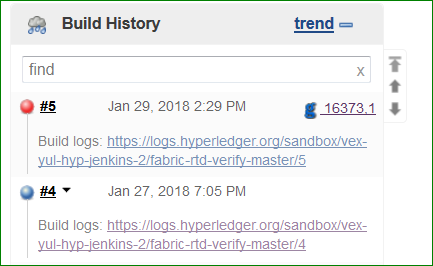 Build History trend
find x
#5 Jan 29, 2018 2:29 PM 16373,1
Build logs: https://logs.hyperledger.org/sandbox/vex-
yul-hyp-jenkins-2/fabric-rtd-verify-master/5
#4 Jan 27, 2018 7:05 PM
Build logs: https://logs.hyperledger.org/sandbox/vex-
yul-hyp-jenkins-2/fabric-rtd-verify-master/4